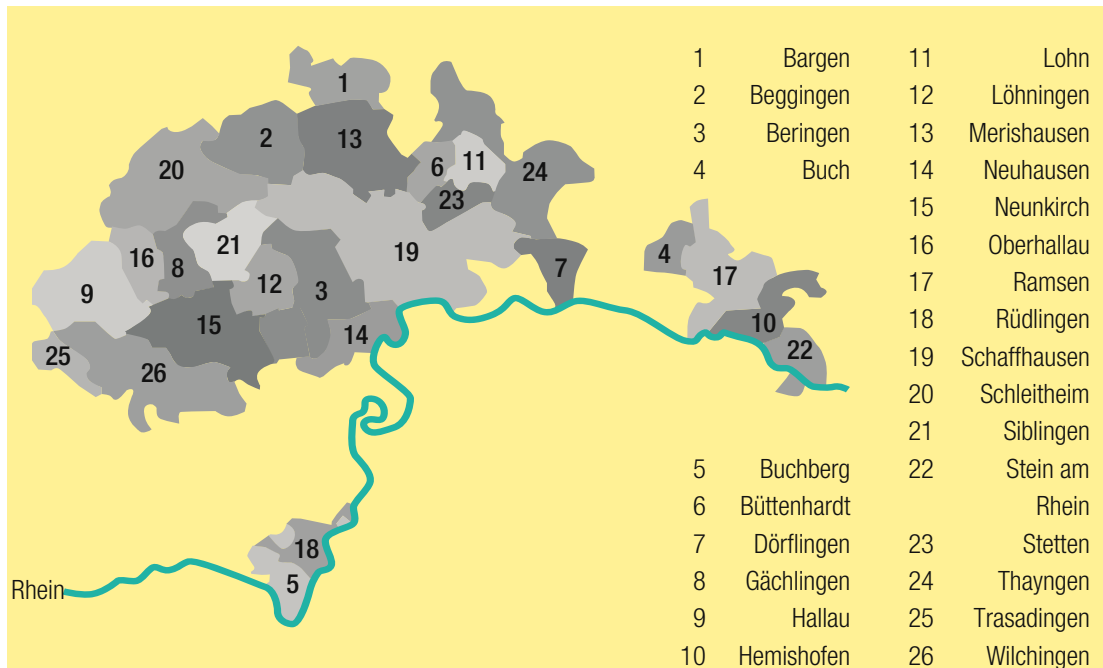 1
2
13
20
6
11
24
23
21
19
16
8
4
17
7
9
12
3
10
15
14
22
25
26
18
5
Rhein
1 Bargen
2 Beggingen
3 Beringen
4 Buch
5 Buchberg
6 Büttenhardt
7 Dörflingen
8 Gächlingen
9 Hallau
10 Hemishofen
11 Lohn
12 Löhningen
13 Merishausen
14 Neuhausen
15 Neunkirch
16 Oberhallau
17 Ramsen
18 Rüdlingen
19 Schaffhausen
20 Schleitheim
21 Siblingen
22 Stein am
Rhein
23 Stetten
24 Thayngen
25 Trasadingen
26 Wilchingen